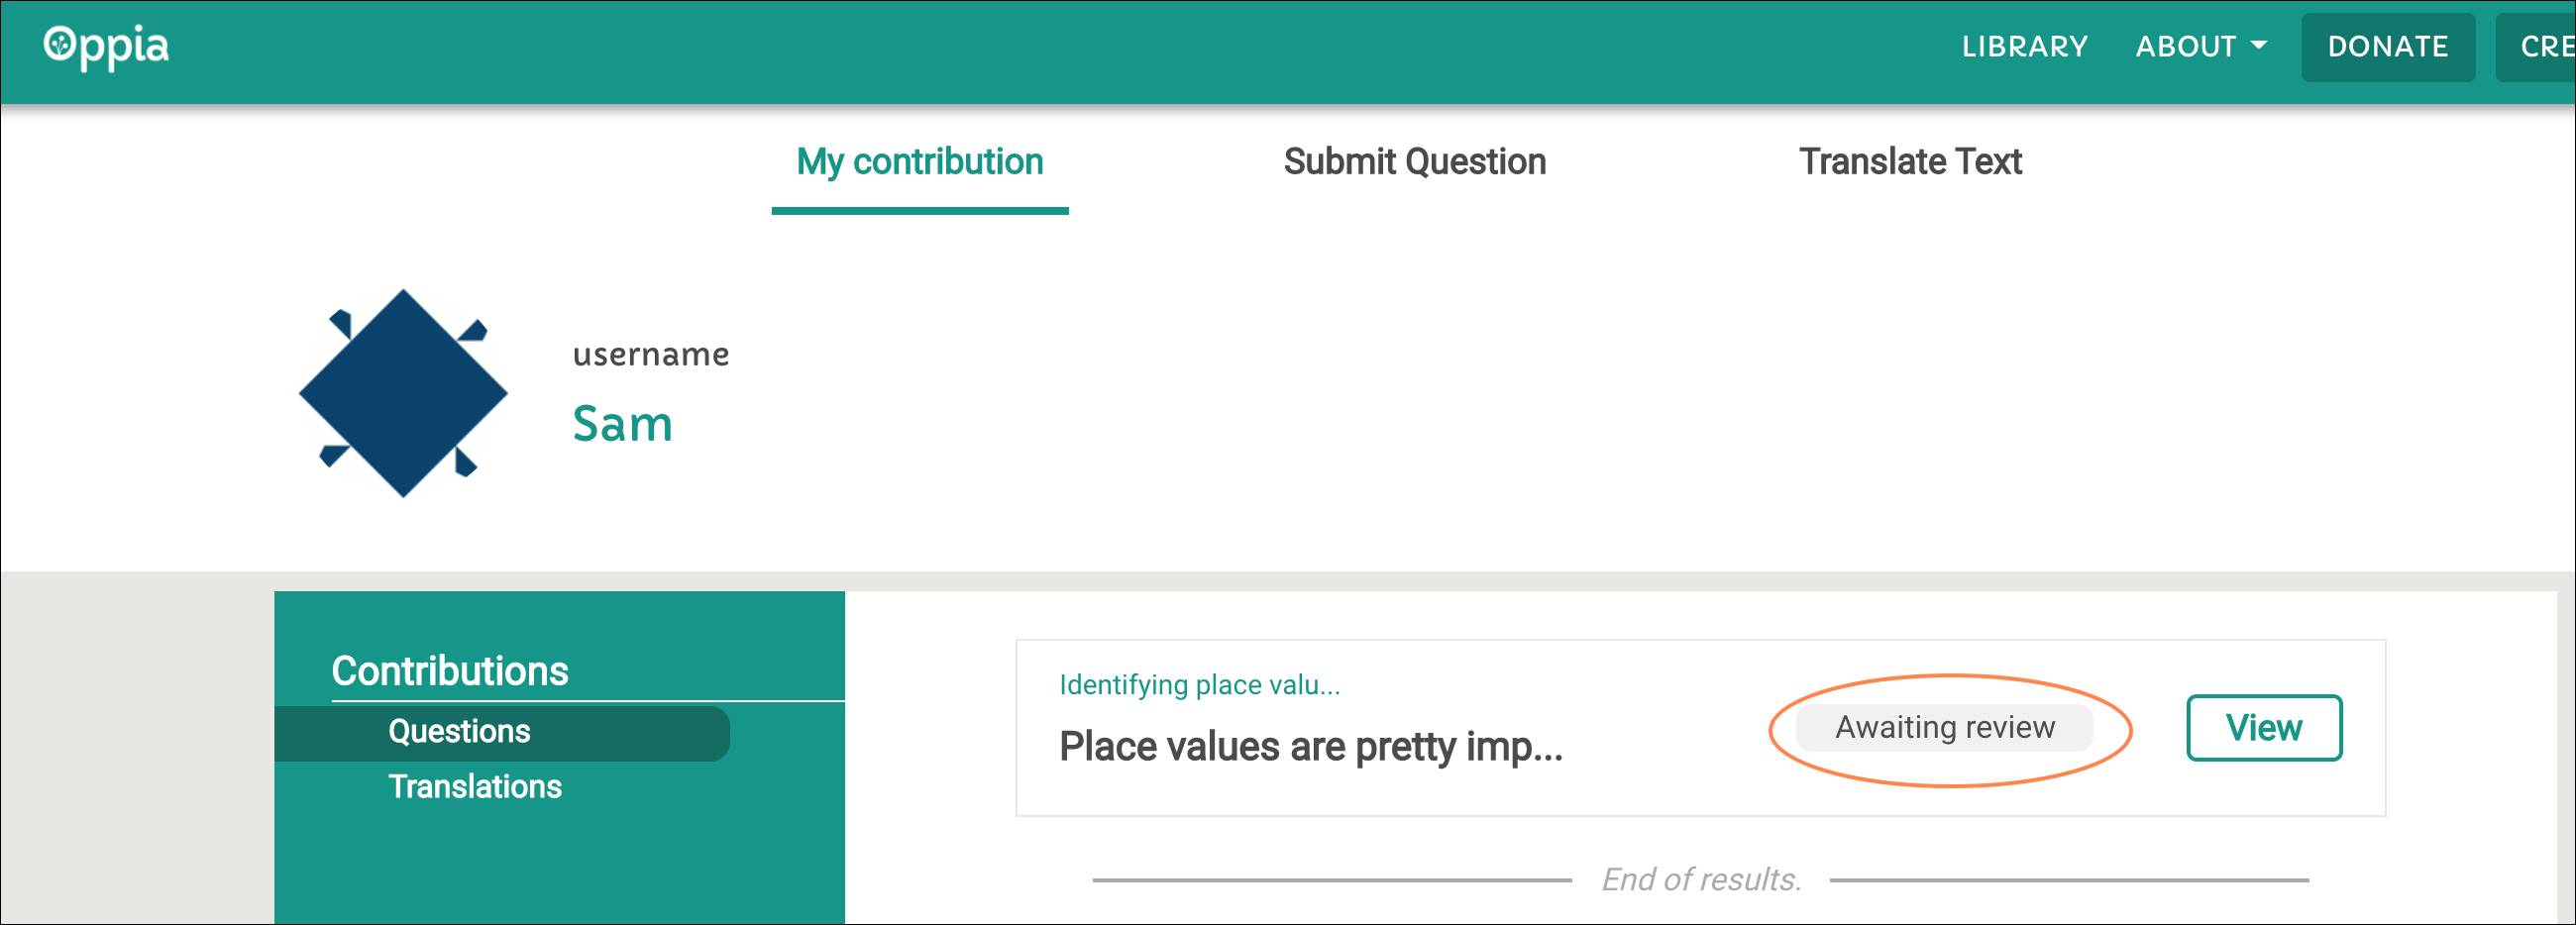 Oppia
LIBRARY ABOUT DONATE CRE
My contribution Submit Question Translate Text
username
Sam
Contributions
Questions
Translations
Identifying place valu...
Place values are pretty imp...
Awaiting review
View
End of results.